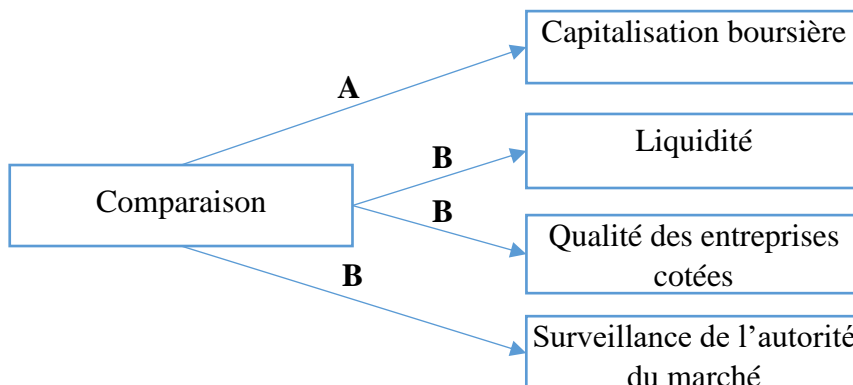 Capitalisation boursière
A
B
Liquidité
Comparaison
B
Qualité des entreprises
cotées
B
Surveillance de l'autorité
du marché